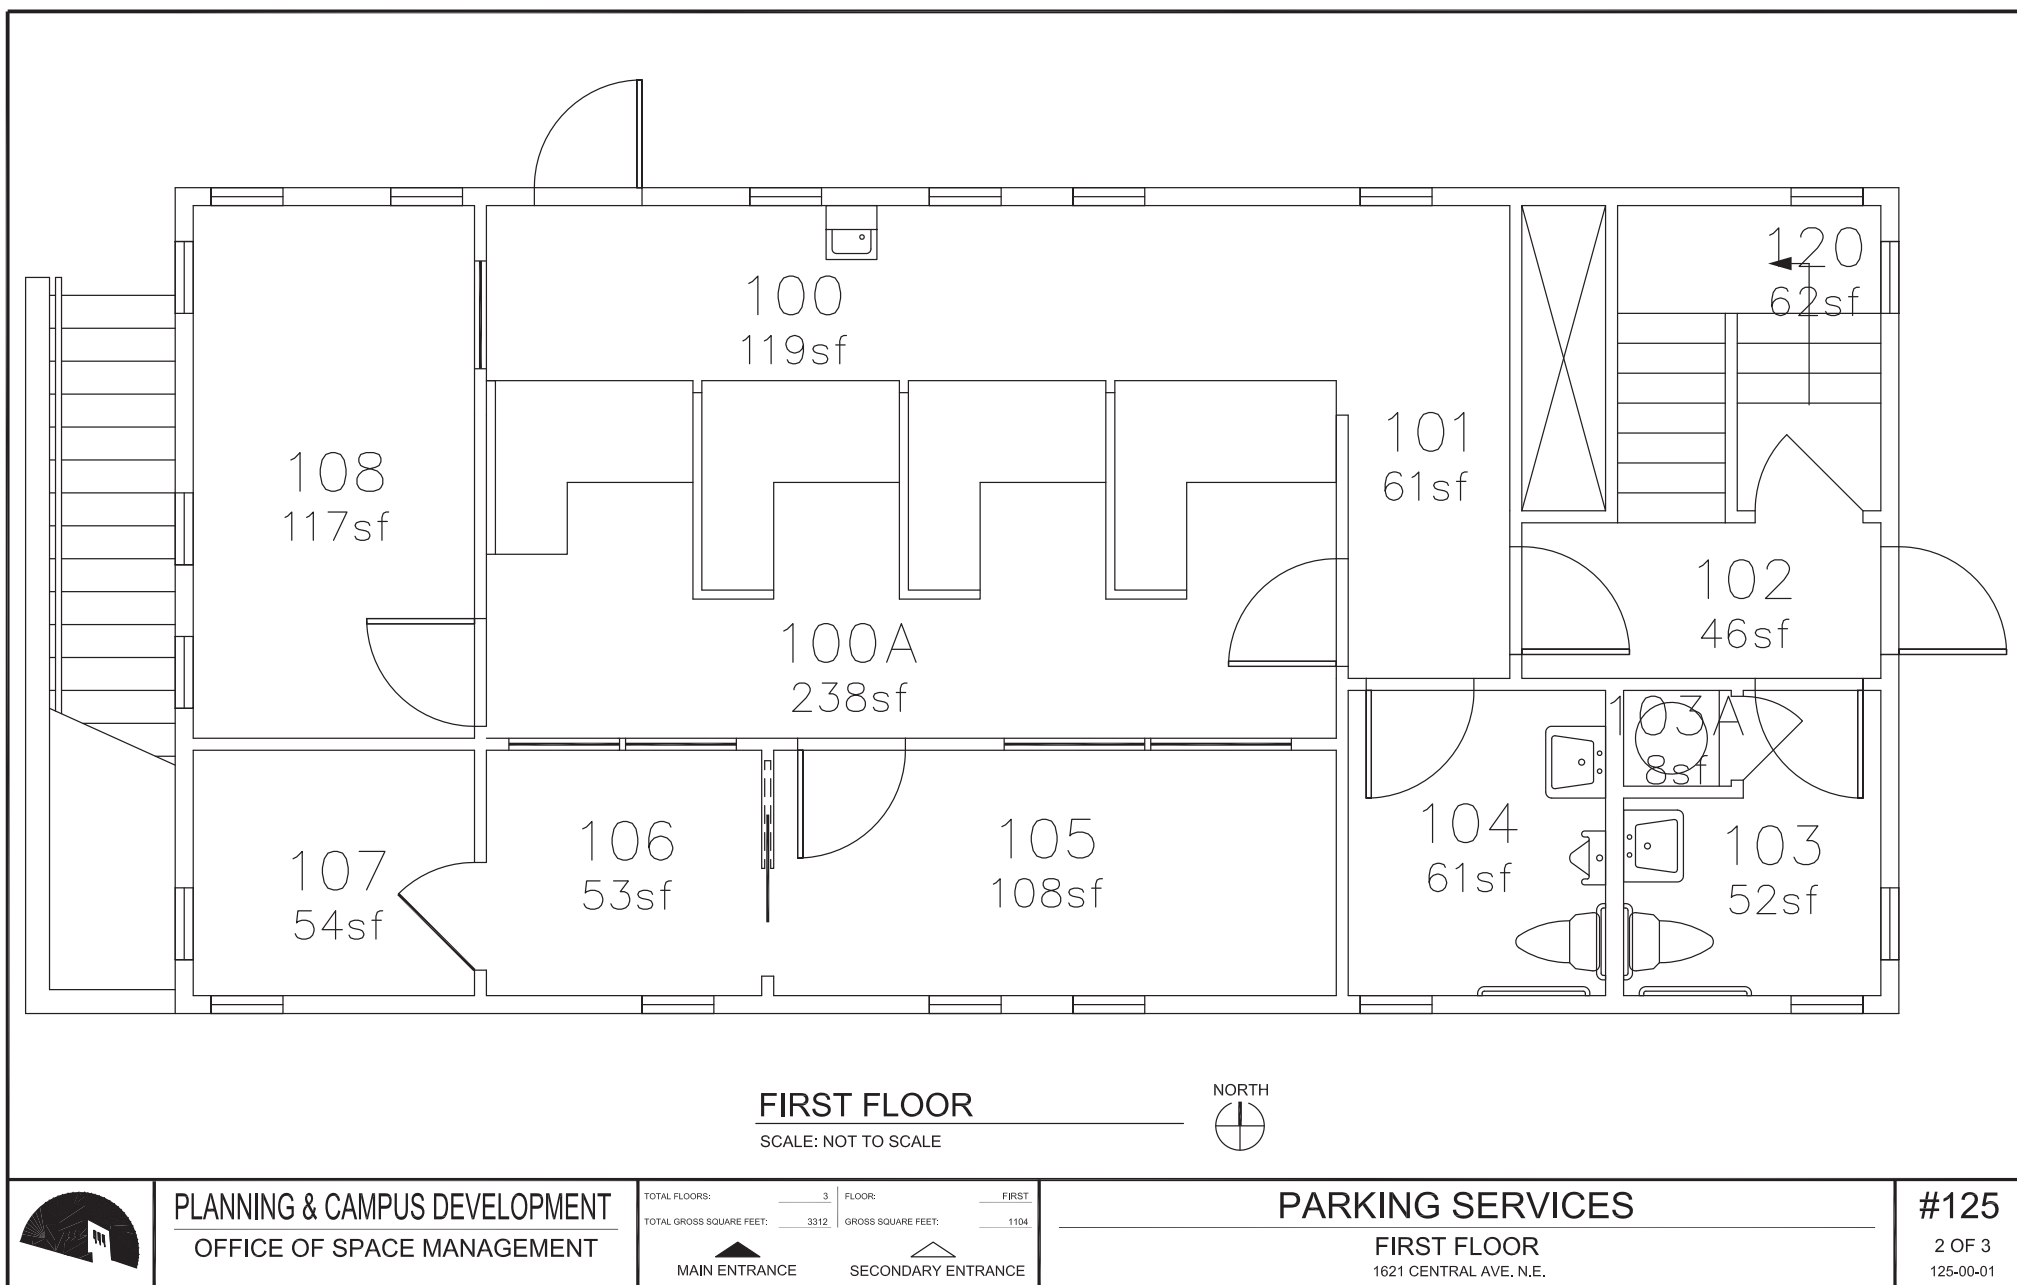 120
62sf
100
119sf
101
61sf
108
117sf
102
46sf
100A
238sf
103A
8sf
104
61sf
106
53sf
105
108sf
103
52sf
107
54sf
FIRST FLOOR
SCALE: NOT TO SCALE
NORTH
PLANNING & CAMPUS DEVELOPMENT
OFFICE OF SPACE MANAGEMENT
TOTAL FLOORS: 3 FLOOR: FIRST
TOTAL GROSS SQUARE FEET: 3312 GROSS SQUARE FEET: 1104
MAIN ENTRANCE SECONDARY ENTRANCE
PARKING SERVICES
FIRST FLOOR
1621 CENTRAL AVE. N.E.
#125
2 OF 3
125-00-01